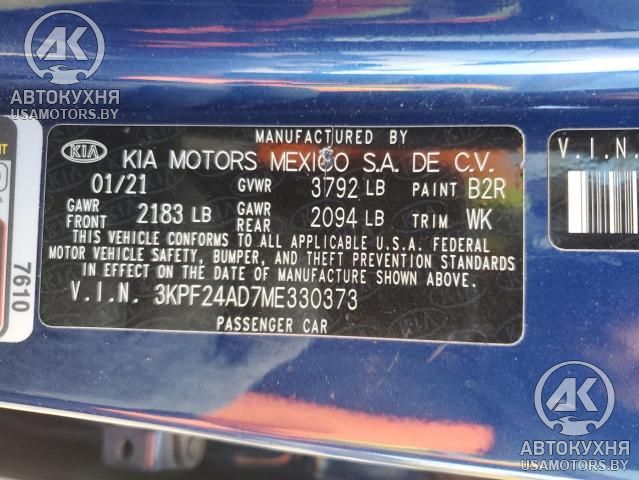 АК
АВТОКУХНЯ
USAMOTORS.BY
MANUFACTURED BY
KIA KIA MOTORS MEXICO S.A. DE C.V.
01/21 GVWR 3792 LB PAINT B2R
GAWR FRONT 2183 LB GAWR REAR 2094 LB TRIM WK
THIS VEHICLE CONFORMS TO ALL APPLICABLE U.S.A. FEDERAL
MOTOR VEHICLE SAFETY, BUMPER, AND THEFT PREVENTION STANDARDS
IN EFFECT ON THE DATE OF MANUFACTURE SHOWN ABOVE.
V.I.N. 3KPF24AD7ME330373
PASSENGER CAR
V.I.N.
7610
АК
АВТОКУХНЯ
USAMOTORS.BY